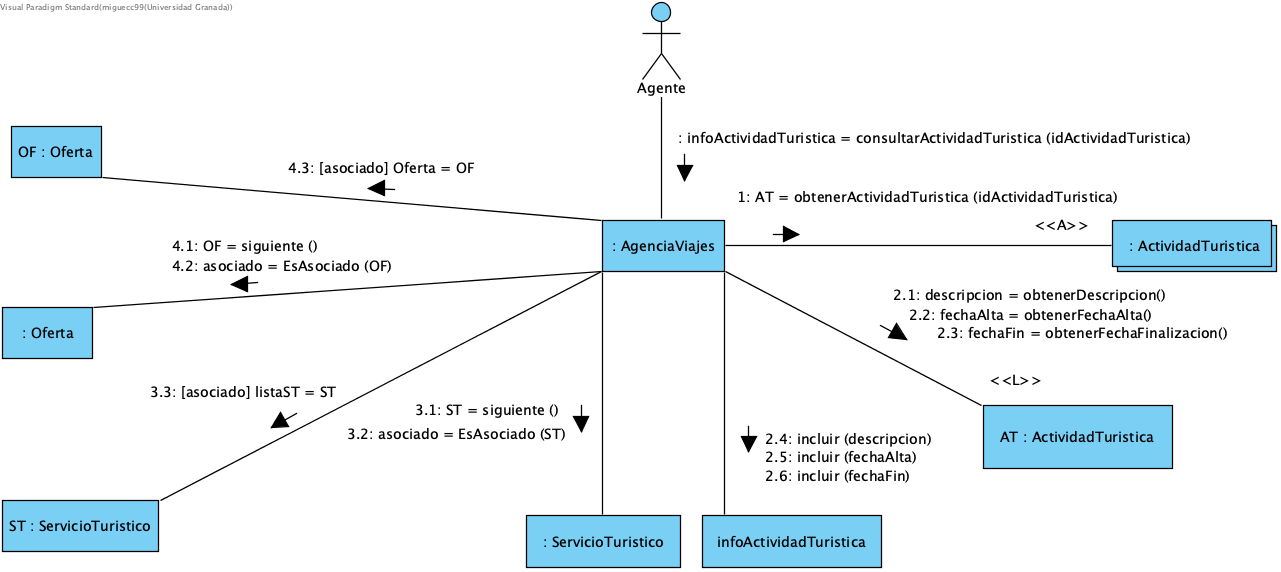 Visual Paradigm Standard(miguecc99(Universidad Granada))
Agente
: infoActividadTuristica = consultarActividadTuristica (idActividadTuristica)
OF : Oferta
4.3: [asociado] Oferta = OF
1: AT = obtenerActividadTuristica (idActividadTuristica)
<<A>>
: AgenciaViajes
: ActividadTuristica
4.1: OF = siguiente ()
4.2: asociado = EsAsociado (OF)
2.1: descripcion = obtenerDescripcion()
2.2: fechaAlta = obtenerFechaAlta()
2.3: fechaFin = obtenerFechaFinalizacion()
: Oferta
<<L>>
3.3: [asociado] listaST = ST
3.1: ST = siguiente ()
3.2: asociado = EsAsociado (ST)
AT : ActividadTuristica
2.4: incluir (descripcion)
2.5: incluir (fechaAlta)
2.6: incluir (fechaFin)
ST : ServicioTuristico
: ServicioTuristico
infoActividadTuristica